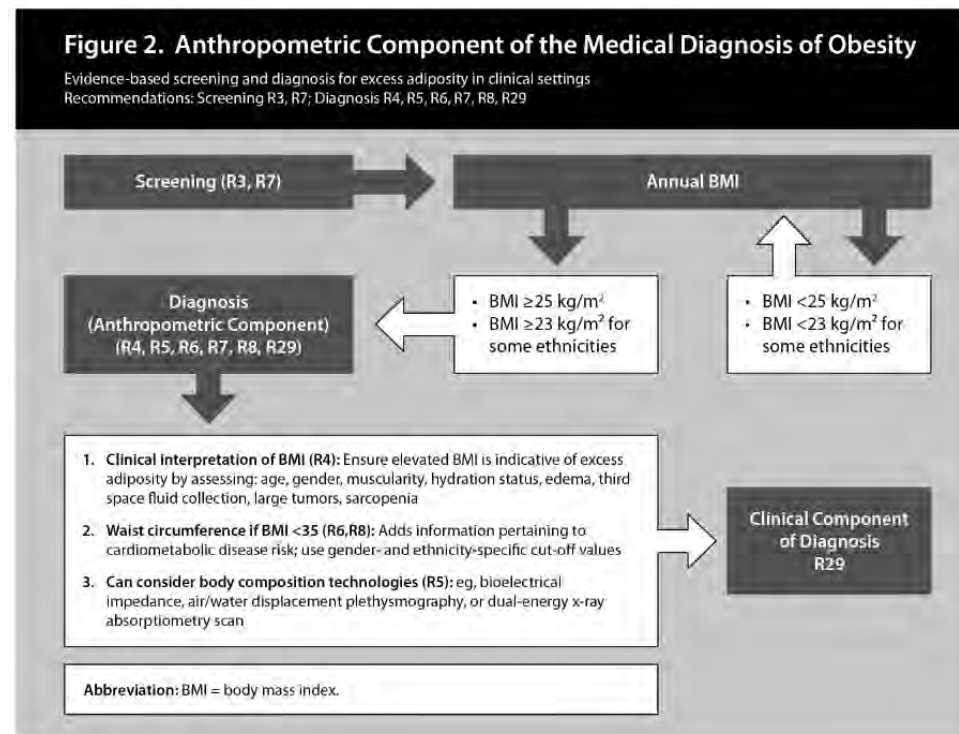 Figure 2. Anthropometric Component of the Medical Diagnosis of Obesity
Evidence-based screening and diagnosis for excess adiposity in clinical settings
Recommendations: Screening R3, R7; Diagnosis R4, R5, R6, R7, R8, R29
Screening (R3, R7)
Annual BMI
Diagnosis
(Anthropometric Component)
(R4, R5, R6, R7, R8, R29)
• BMI ≥25 kg/m²
• BMI ≥23 kg/m² for
some ethnicities
• BMI <25 kg/m²
• BMI <23 kg/m² for
some ethnicities
1. Clinical interpretation of BMI (R4): Ensure elevated BMI is indicative of excess
adiposity by assessing: age, gender, muscularity, hydration status, edema, third
space fluid collection, large tumors, sarcopenia
2. Waist circumference if BMI <35 (R6,R8): Adds information pertaining to
cardiometabolic disease risk; use gender- and ethnicity-specific cut-off values
3. Can consider body composition technologies (R5): eg, bioelectrical
impedance, air/water displacement plethysmography, or dual-energy x-ray
absorptiometry scan
Clinical Component
of Diagnosis
R29
Abbreviation: BMI = body mass index.